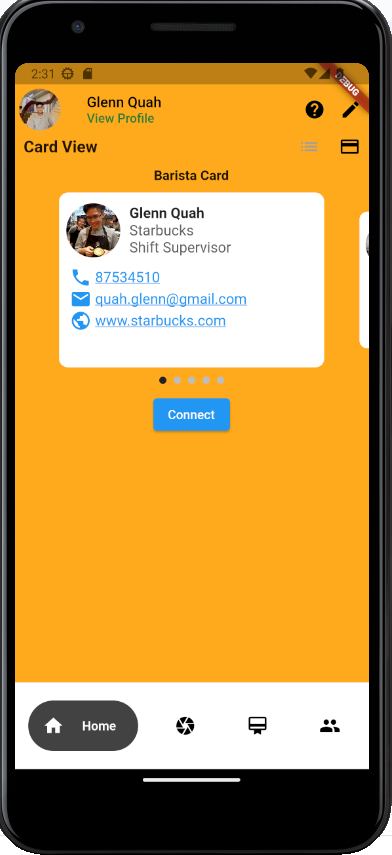 2:31
DEBUG
Glenn Quah
View Profile
Card View
Barista Card
Glenn Quah
Starbucks
Shift Supervisor
87534510
quah.glenn@gmail.com
www.starbucks.com
Connect
Home